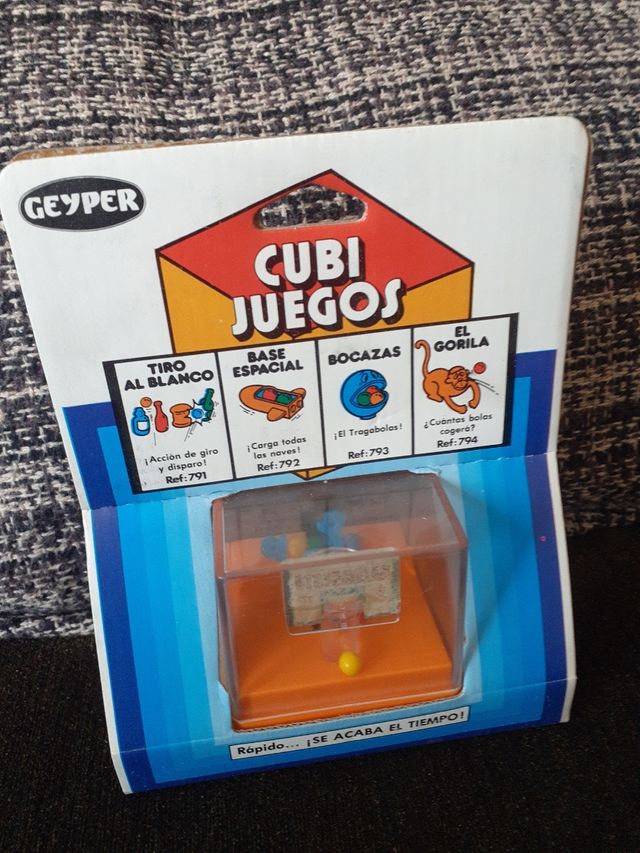 GEYPER
CUBI
JUEGOS
TIRO
AL BLANCO
¡Acción de giro
y disparo!
Ref: 791
BASE
ESPACIAL
¡Carga todas
las naves!
Ref: 792
BOCAZAS
¡El Tragabolas!
Ref: 793
EL
GORILA
¿Cuántas bolas
cogerá?
Ref: 794
Rápido... ¡SE ACABA EL TIEMPO!